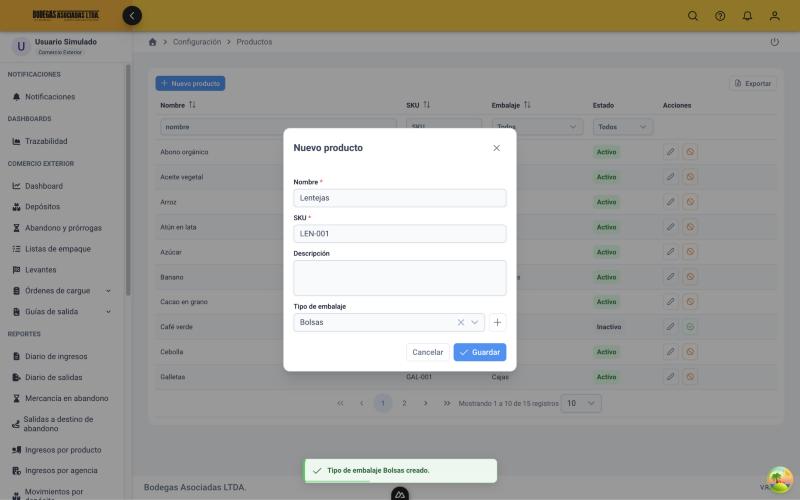 BODEGAS ASOCIADAS LTDA.
U
Usuario Simulado
Comercio Exterior
Configuración
Productos
NOTIFICACIONES
Notificaciones
DASHBOARDS
Trazabilidad
COMERCIO EXTERIOR
Dashboard
Depósitos
Abandono y prórrogas
Listas de empaque
Levantes
Órdenes de cargue
Guías de salida
REPORTES
Diario de ingresos
Diario de salidas
Mercancía en abandono
Salidas a destino de
abandono
Ingresos por producto
Ingresos por agencia
Movimientos por
Nuevo producto
Exportar
Nombre SKU Embalaje Estado Acciones
nombre SKU Todos Todos
Abono orgánico Activo
Aceite vegetal Activo
Arroz Activo
Atún en lata Activo
Azúcar Activo
Banano Activo
Cacao en grano Activo
Café verde Inactivo
Cebolla Activo
Galletas GAL-001 Cajas Activo
Nuevo producto
Nombre *
Lentejas
SKU *
LEN-001
Descripción
Tipo de embalaje
Bolsas
Cancelar Guardar
1 2 Mostrando 1 a 10 de 15 registros 10
Tipo de embalaje Bolsas creado.
Bodegas Asociadas LTDA.